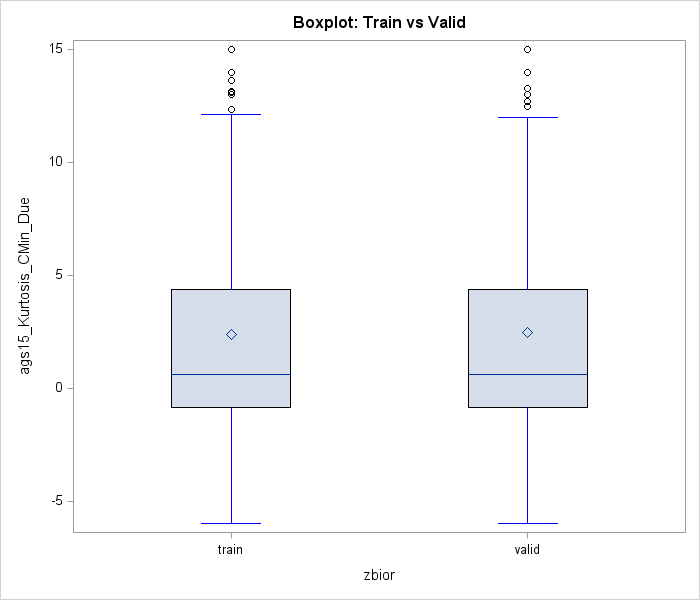 Boxplot: Train vs Valid
15
10
5
0
-5
ags15_Kurtosis_CMin_Due
train
valid
zbior